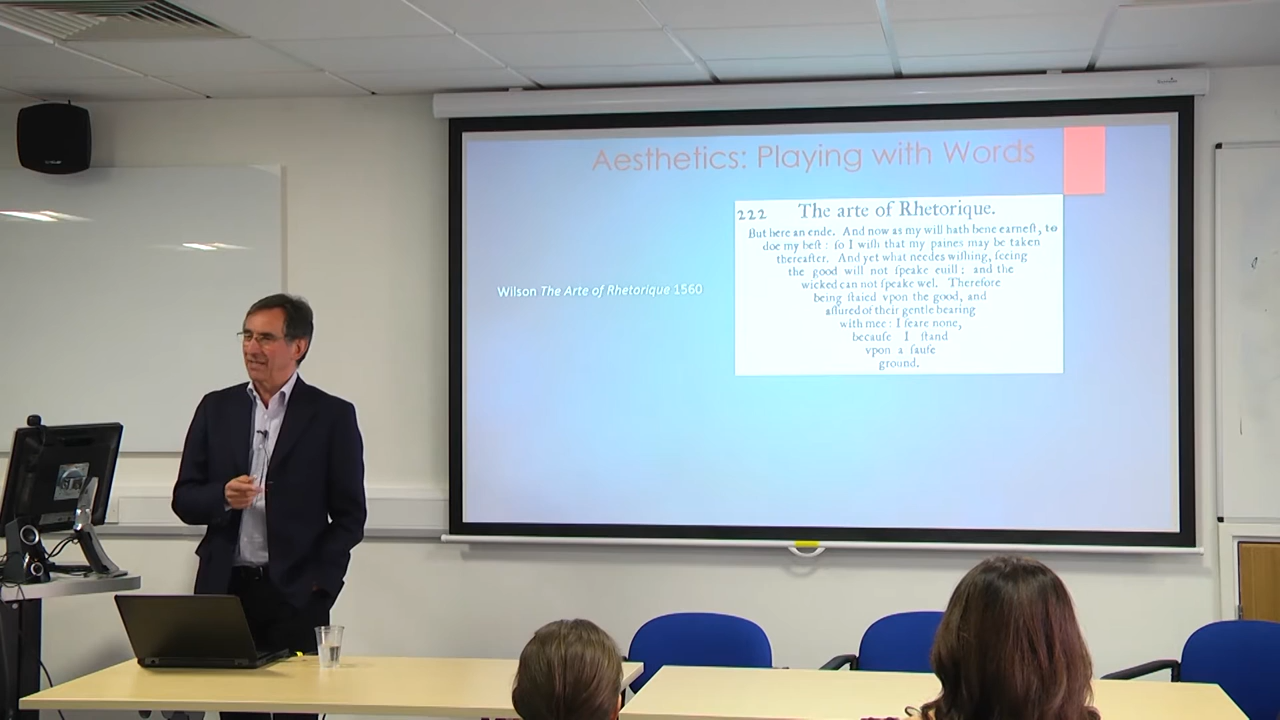 Aesthetics: Playing with Words
222 The arte of Rhetorique.
But here an ende. And now as my will hath bene earneſt, to
doe my beſt : ſo I wiſh that my paines may be taken
thereafter. And yet what needes wiſhing, ſeeing
the good will not ſpeake euill ; and the
wicked can not ſpeake wel. Therefore
being ſtaied vpon the good, and
aſſured of their gentle bearing
with mee : I feare none,
becauſe I ſtand
vpon a ſauſe
ground.
Wilson The Arte of Rhetorique 1560